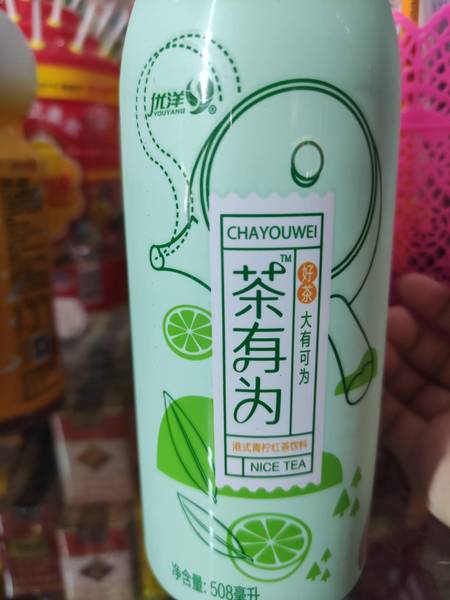 优洋
YOUYANG
®
CHAYOUWEI
茶有为
TM
好茶
大有可为
港式青柠红茶饮料
NICE TEA
净含量: 508毫升